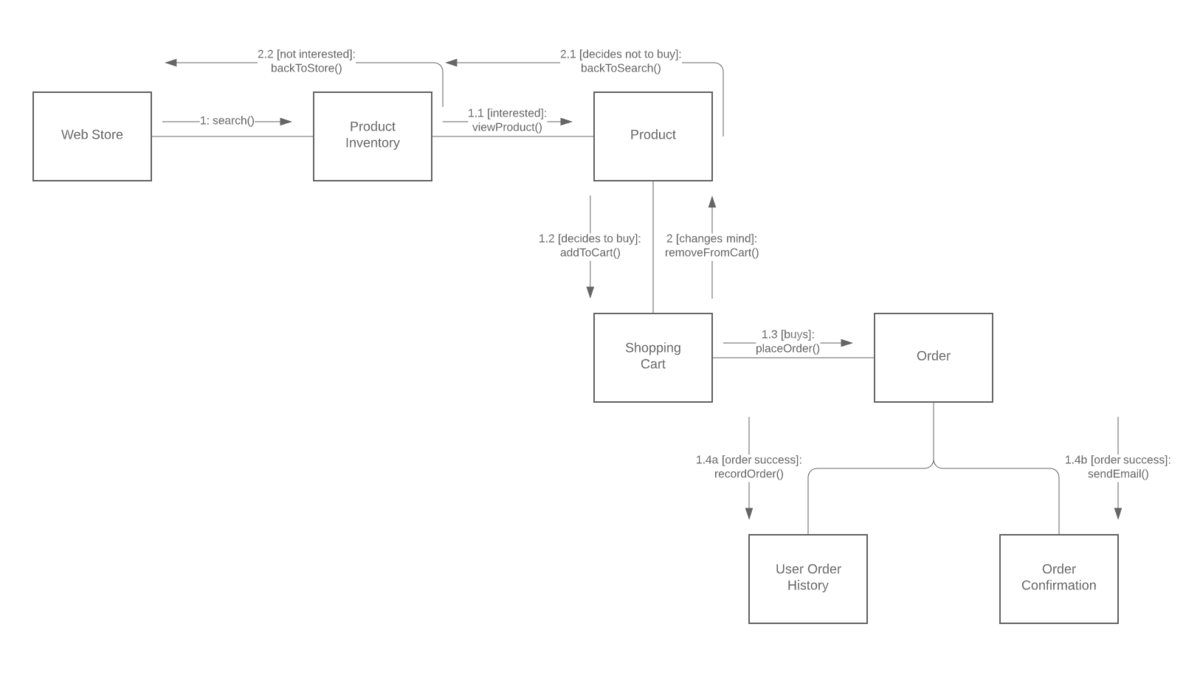 2.2 [not interested]:
backToStore()
2.1 [decides not to buy]:
backToSearch()
Web Store
1: search()
Product
Inventory
1.1 [interested]:
viewProduct()
Product
1.2 [decides to buy]:
addToCart()
2 [changes mind]:
removeFromCart()
Shopping
Cart
1.3 [buys]:
placeOrder()
Order
1.4a [order success]:
recordOrder()
1.4b [order success]:
sendEmail()
User Order
History
Order
Confirmation